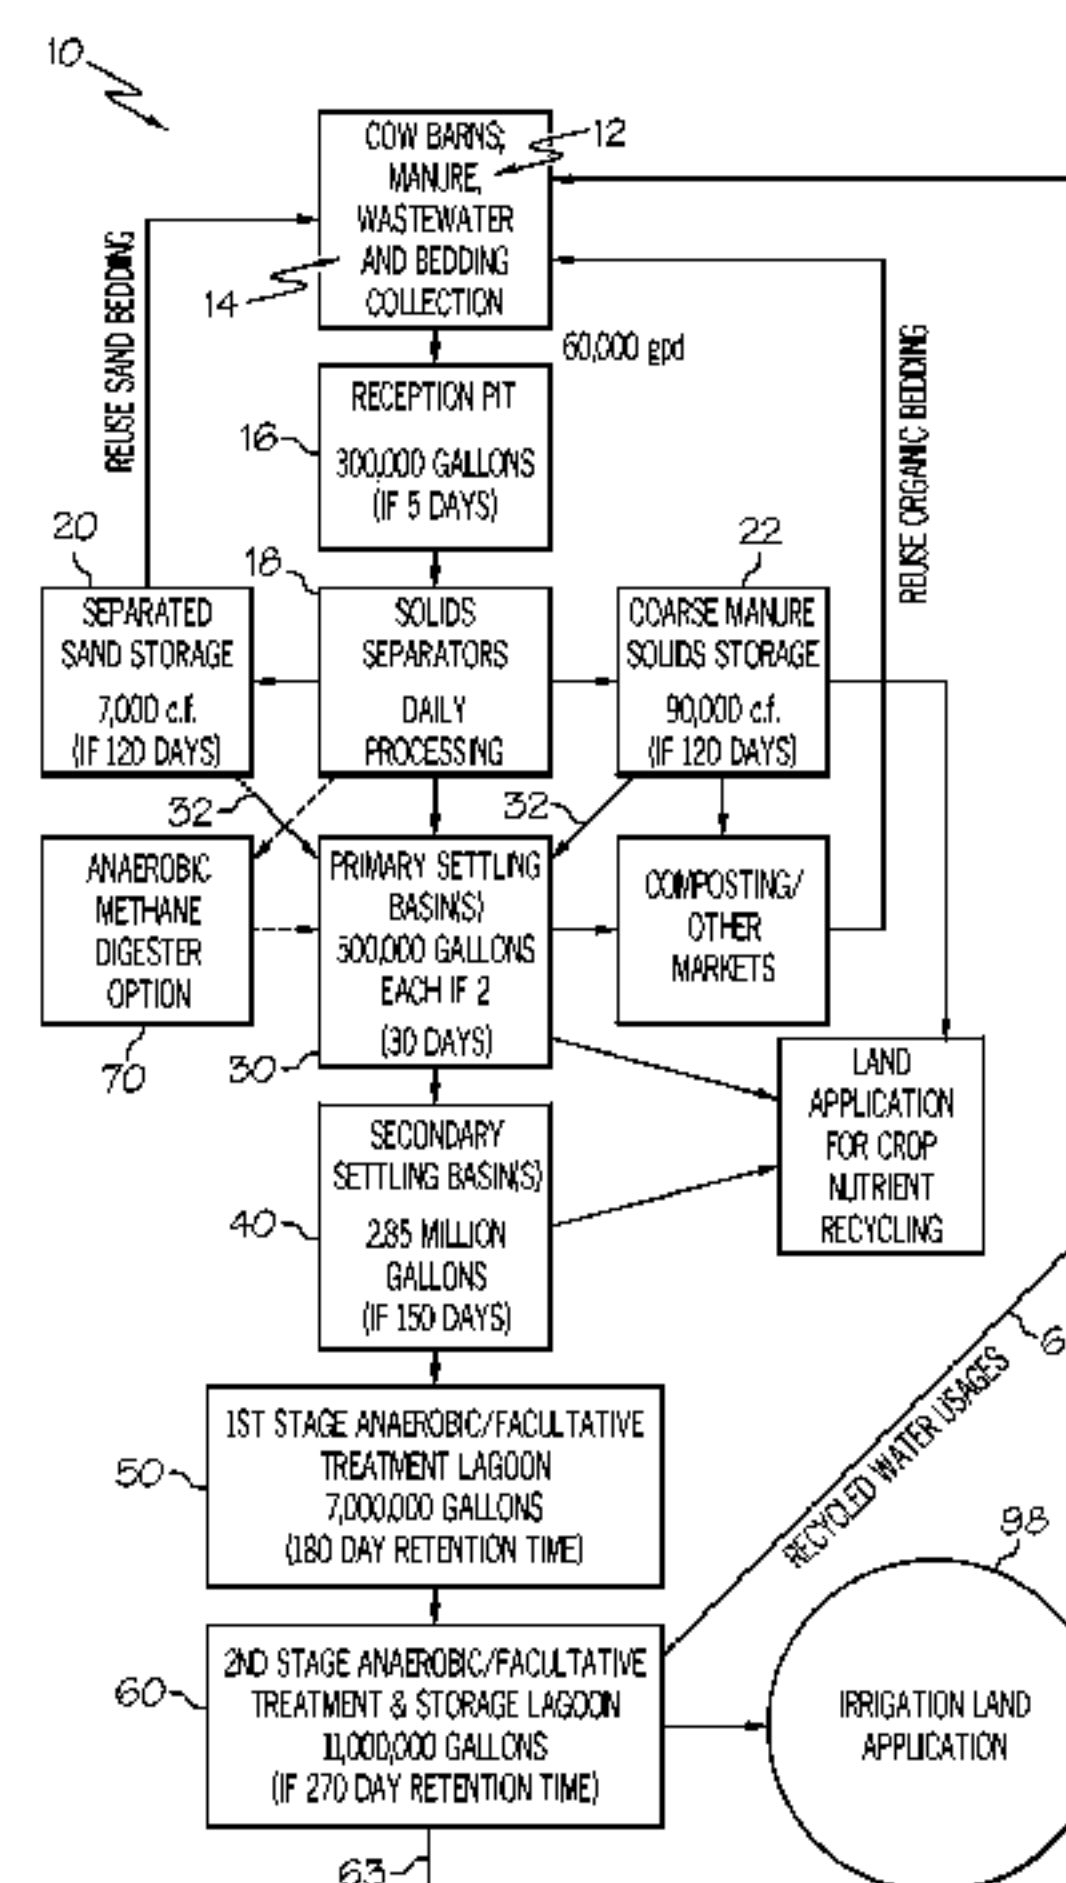 10
COW BARNS;
MANURE,
WASTEWATER
AND BEDDING
COLLECTION
12
14
60,000 gpd
REUSE SAND BEDDING
REUSE ORGANIC BEDDING
RECEPTION PIT
300,000 GALLONS
(IF 5 DAYS)
16
20
SEPARATED
SAND STORAGE
7,000 c.f.
(IF 120 DAYS)
18
SOLIDS
SEPARATORS
DAILY
PROCESSING
22
COARSE MANURE
SOLIDS STORAGE
90,000 c.f.
(IF 120 DAYS)
32
32
ANAEROBIC
METHANE
DIGESTER
OPTION
70
PRIMARY SETTLING
BASIN(S)
500,000 GALLONS
EACH IF 2
(30 DAYS)
30
COMPOSTING/
OTHER
MARKETS
LAND
APPLICATION
FOR CROP
NUTRIENT
RECYCLING
SECONDARY
SETTLING BASIN(S)
2.85 MILLION
GALLONS
(IF 150 DAYS)
40
1ST STAGE ANAEROBIC/FACULTATIVE
TREATMENT LAGOON
7,000,000 GALLONS
(180 DAY RETENTION TIME)
50
RECYCLED WATER USAGES
2ND STAGE ANAEROBIC/FACULTATIVE
TREATMENT & STORAGE LAGOON
11,000,000 GALLONS
(IF 270 DAY RETENTION TIME)
60
98
IRRIGATION LAND
APPLICATION
63